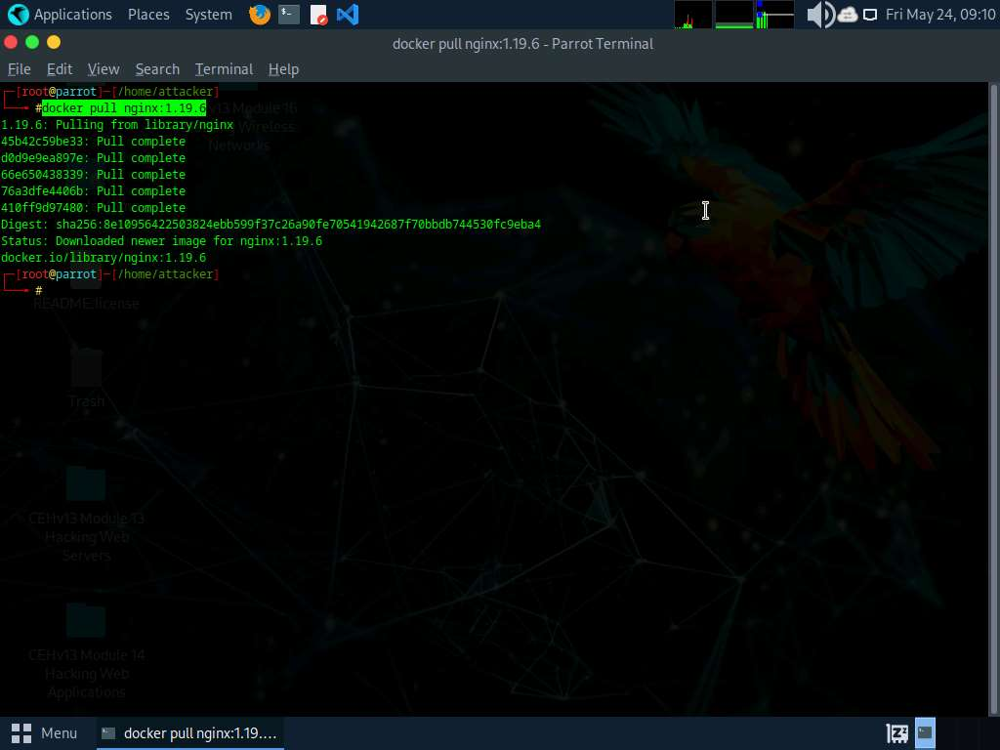 Applications Places System Fri May 24, 09:10
docker pull nginx:1.19.6 - Parrot Terminal
File Edit View Search Terminal Help
┌─[root@parrot]─[/home/attacker]
└──╼ #docker pull nginx:1.19.6
1.19.6: Pulling from library/nginx
45b42c59be33: Pull complete
d0d9e9ea897e: Pull complete
66e650438339: Pull complete
76a3dfe4406b: Pull complete
410ff9d97480: Pull complete
Digest: sha256:8e10956422503824ebb599f37c26a90fe70541942687f70bbdb744530fc9eba4
Status: Downloaded newer image for nginx:1.19.6
docker.io/library/nginx:1.19.6
┌─[root@parrot]─[/home/attacker]
└──╼ #
v13 Module 16
Wireless
Networks
README.license
Trash
CEHv13 Module 13
Hacking Web
Servers
CEHv13 Module 14
Hacking Web
Applications
Menu docker pull nginx:1.19....